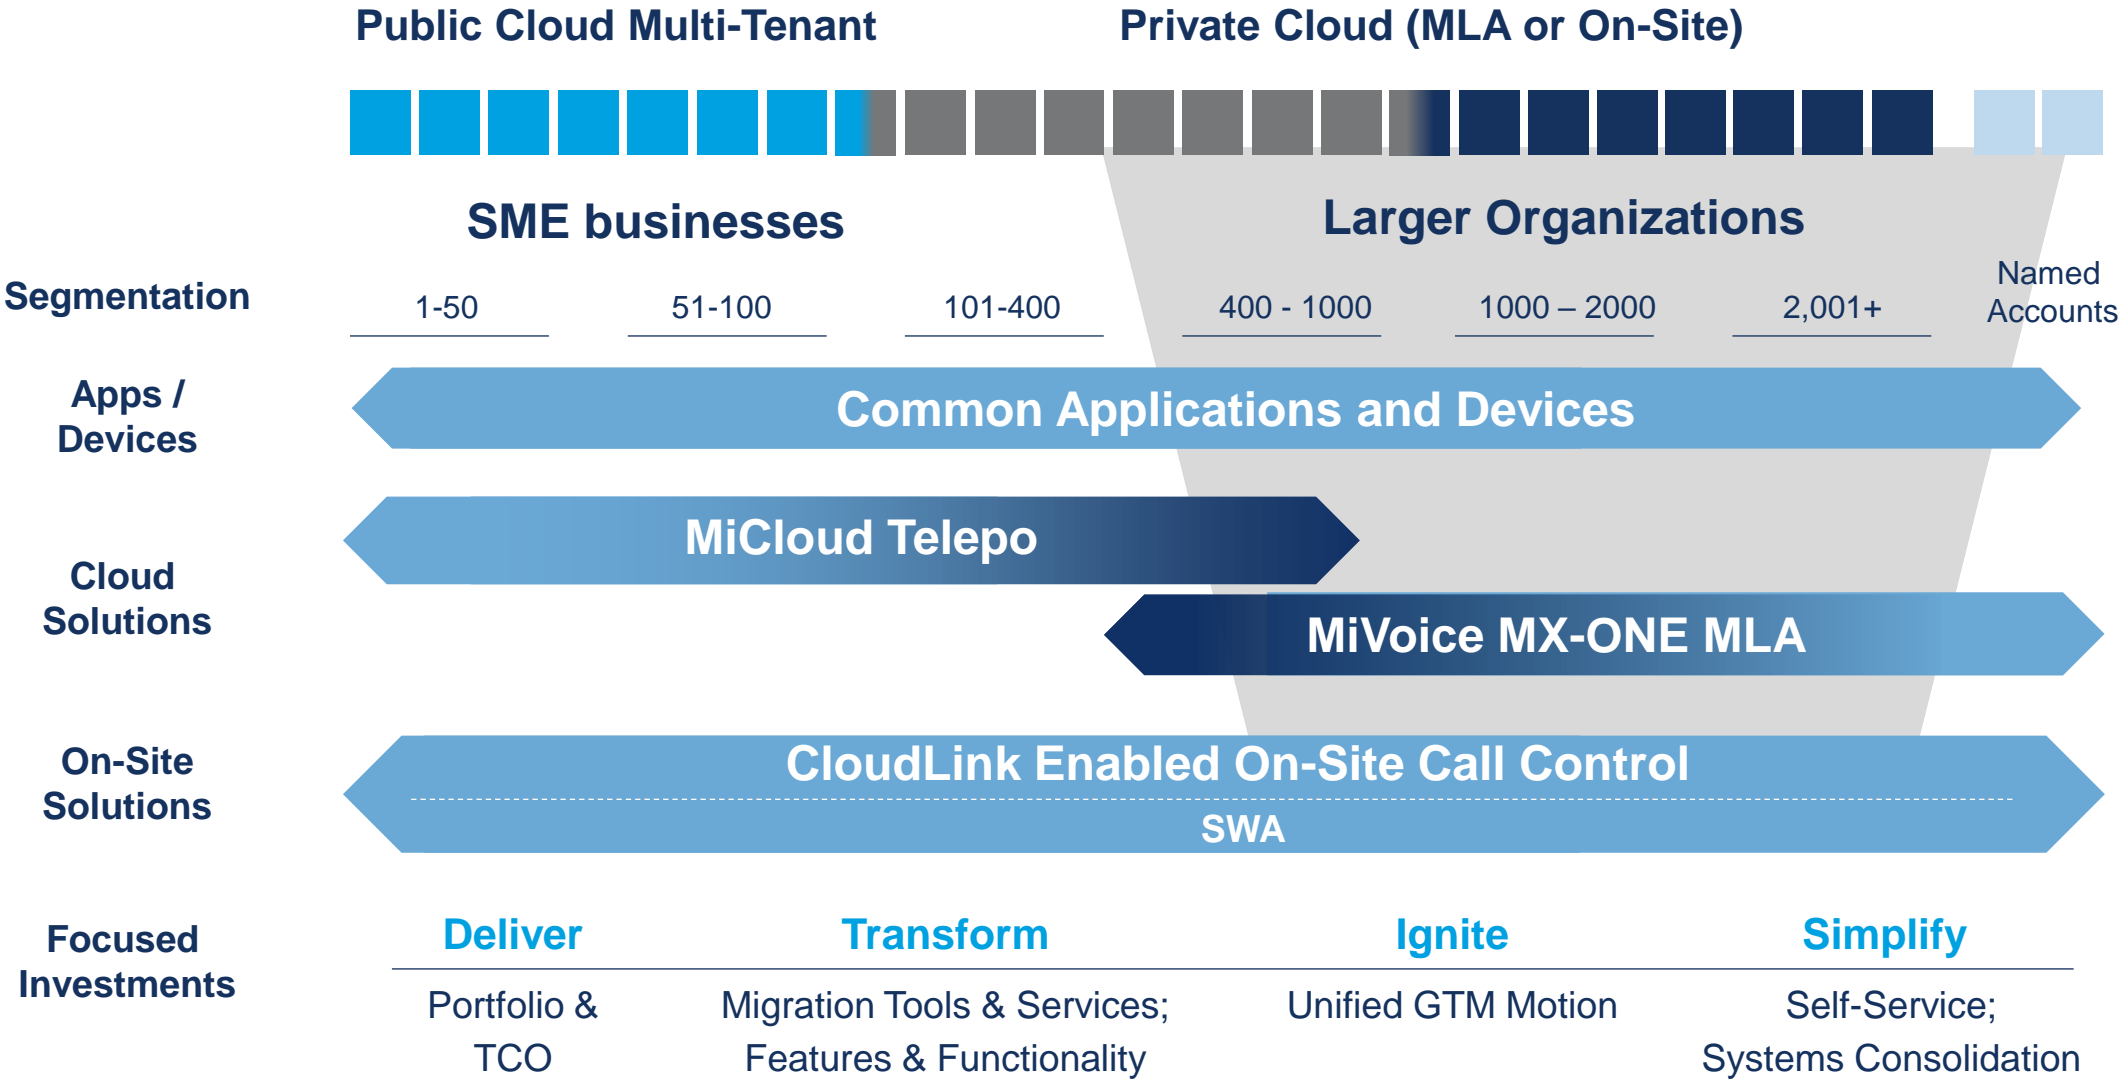 Public Cloud Multi-Tenant
Private Cloud (MLA or On-Site)
SME businesses
Larger Organizations
Segmentation
1-50
51-100
101-400
400 - 1000
1000 – 2000
2,001+
Named
Accounts
Apps /
Devices
Common Applications and Devices
Cloud
Solutions
MiCloud Telepo
MiVoice MX-ONE MLA
On-Site
Solutions
CloudLink Enabled On-Site Call Control
SWA
Focused
Investments
Deliver
Portfolio &
TCO
Transform
Migration Tools & Services;
Features & Functionality
Ignite
Unified GTM Motion
Simplify
Self-Service;
Systems Consolidation